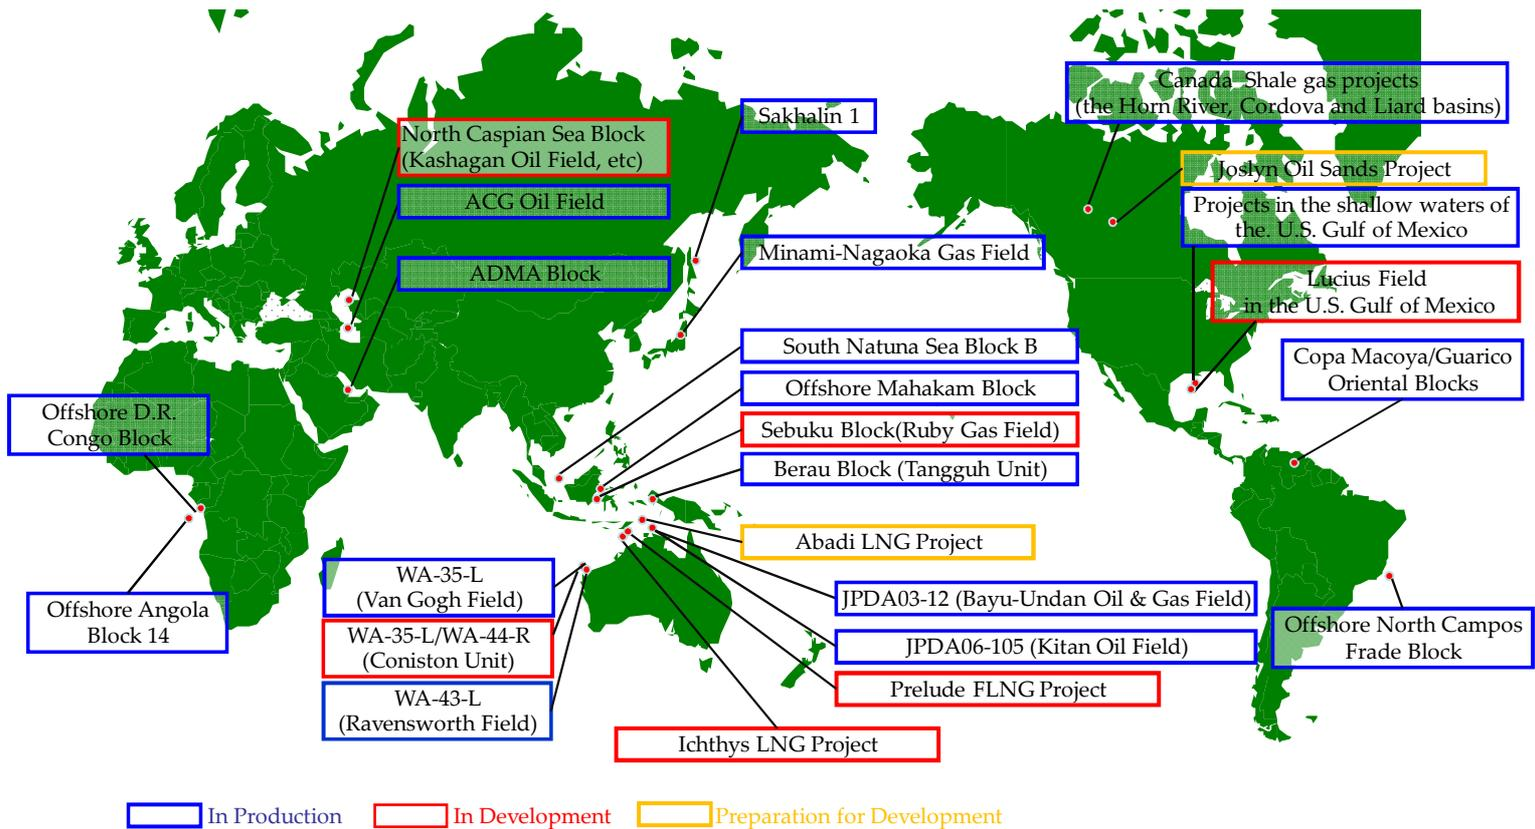 Canada Shale gas projects
(the Horn River, Cordova and Liard basins)
Sakhalin 1
North Caspian Sea Block
(Kashagan Oil Field, etc)
Joslyn Oil Sands Project
ACG Oil Field
Projects in the shallow waters of
the. U.S. Gulf of Mexico
Minami-Nagaoka Gas Field
ADMA Block
Lucius Field
in the U.S. Gulf of Mexico
South Natuna Sea Block B
Copa Macoya/Guarico
Oriental Blocks
Offshore Mahakam Block
Offshore D.R.
Congo Block
Sebuku Block(Ruby Gas Field)
Berau Block (Tangguh Unit)
Abadi LNG Project
WA-35-L
(Van Gogh Field)
JPDA03-12 (Bayu-Undan Oil & Gas Field)
Offshore Angola
Block 14
Offshore North Campos
Frade Block
WA-35-L/WA-44-R
(Coniston Unit)
JPDA06-105 (Kitan Oil Field)
Prelude FLNG Project
WA-43-L
(Ravensworth Field)
Ichthys LNG Project
In Production
In Development
Preparation for Development